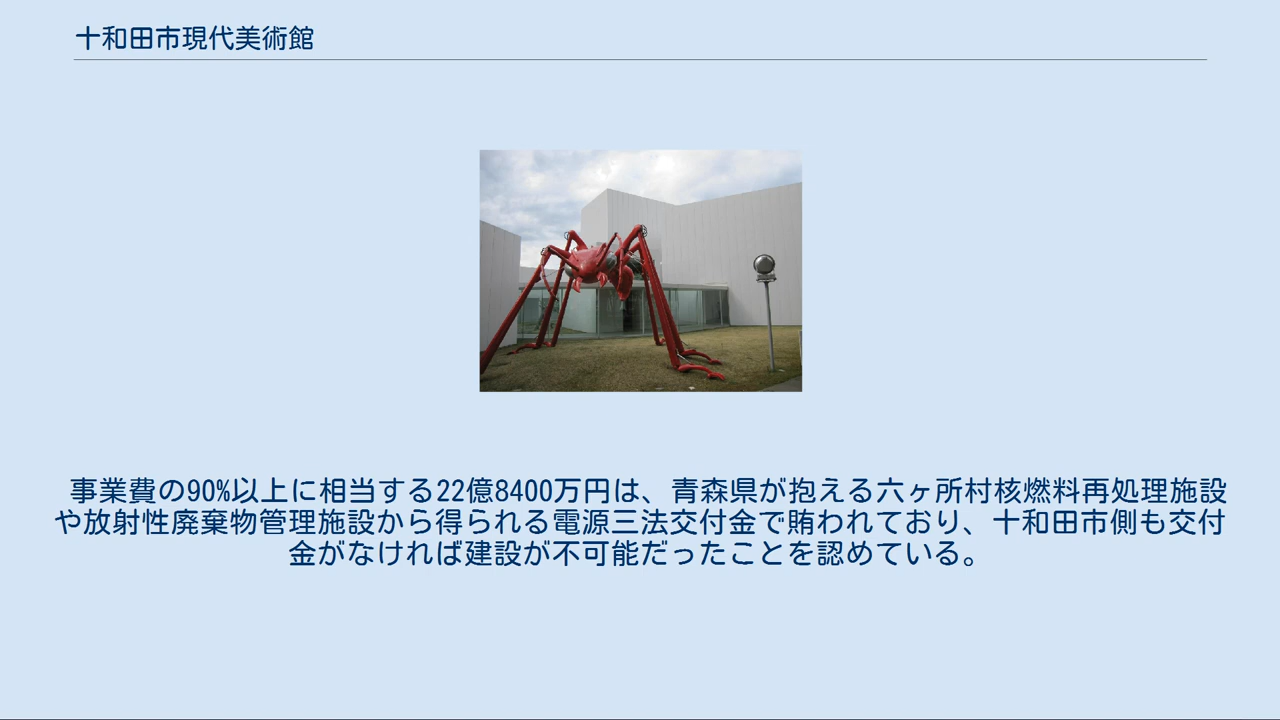 十和田市現代美術館
事業費の90%以上に相当する22億8400万円は、青森県が抱える六ヶ所村核燃料再処理施設
や放射性廃棄物管理施設から得られる電源三法交付金で賄われており、十和田市側も交付
金がなければ建設が不可能だったことを認めている。